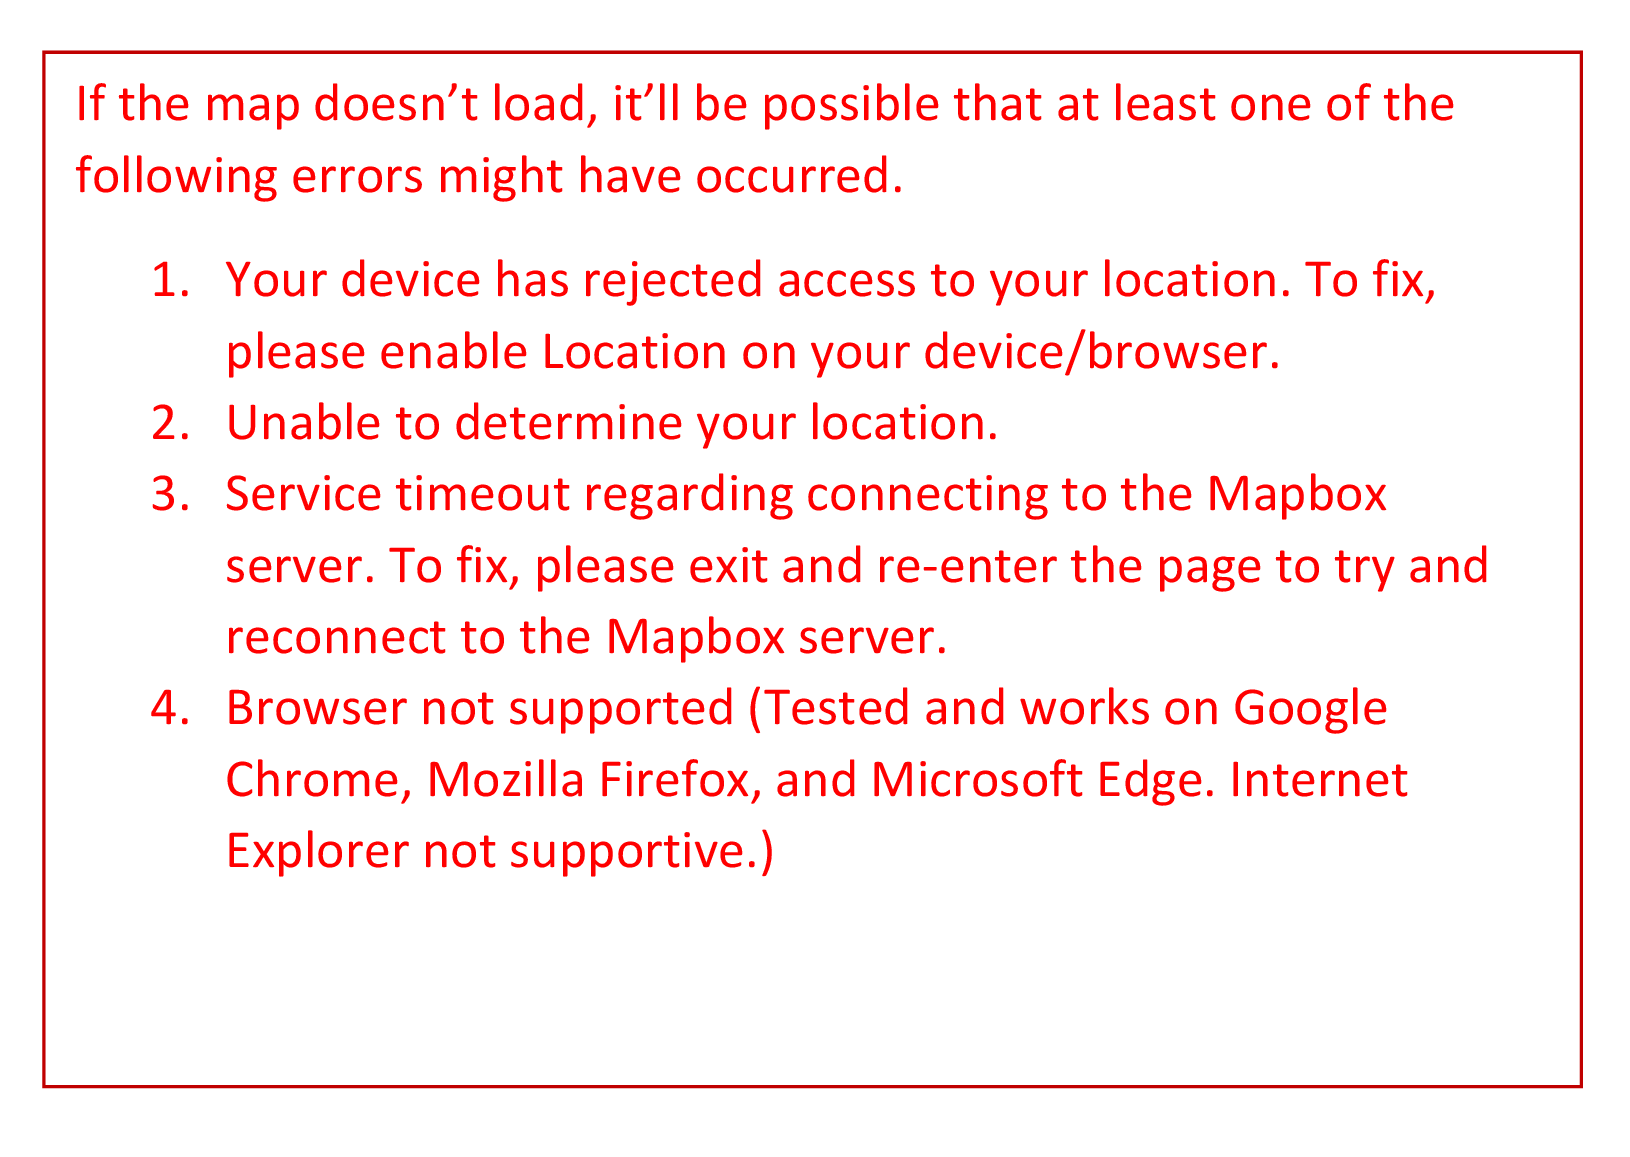 If the map doesn’t load, it’ll be possible that at least one of the
following errors might have occurred.
1. Your device has rejected access to your location. To fix,
please enable Location on your device/browser.
2. Unable to determine your location.
3. Service timeout regarding connecting to the Mapbox
server. To fix, please exit and re-enter the page to try and
reconnect to the Mapbox server.
4. Browser not supported (Tested and works on Google
Chrome, Mozilla Firefox, and Microsoft Edge. Internet
Explorer not supportive.)